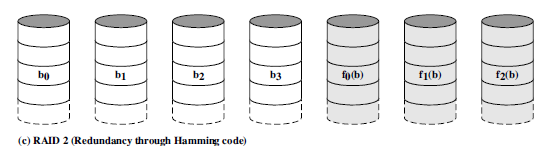 b0 b1 b2 b3 f0(b) f1(b) f2(b)
(c) RAID 2 (Redundancy through Hamming code)